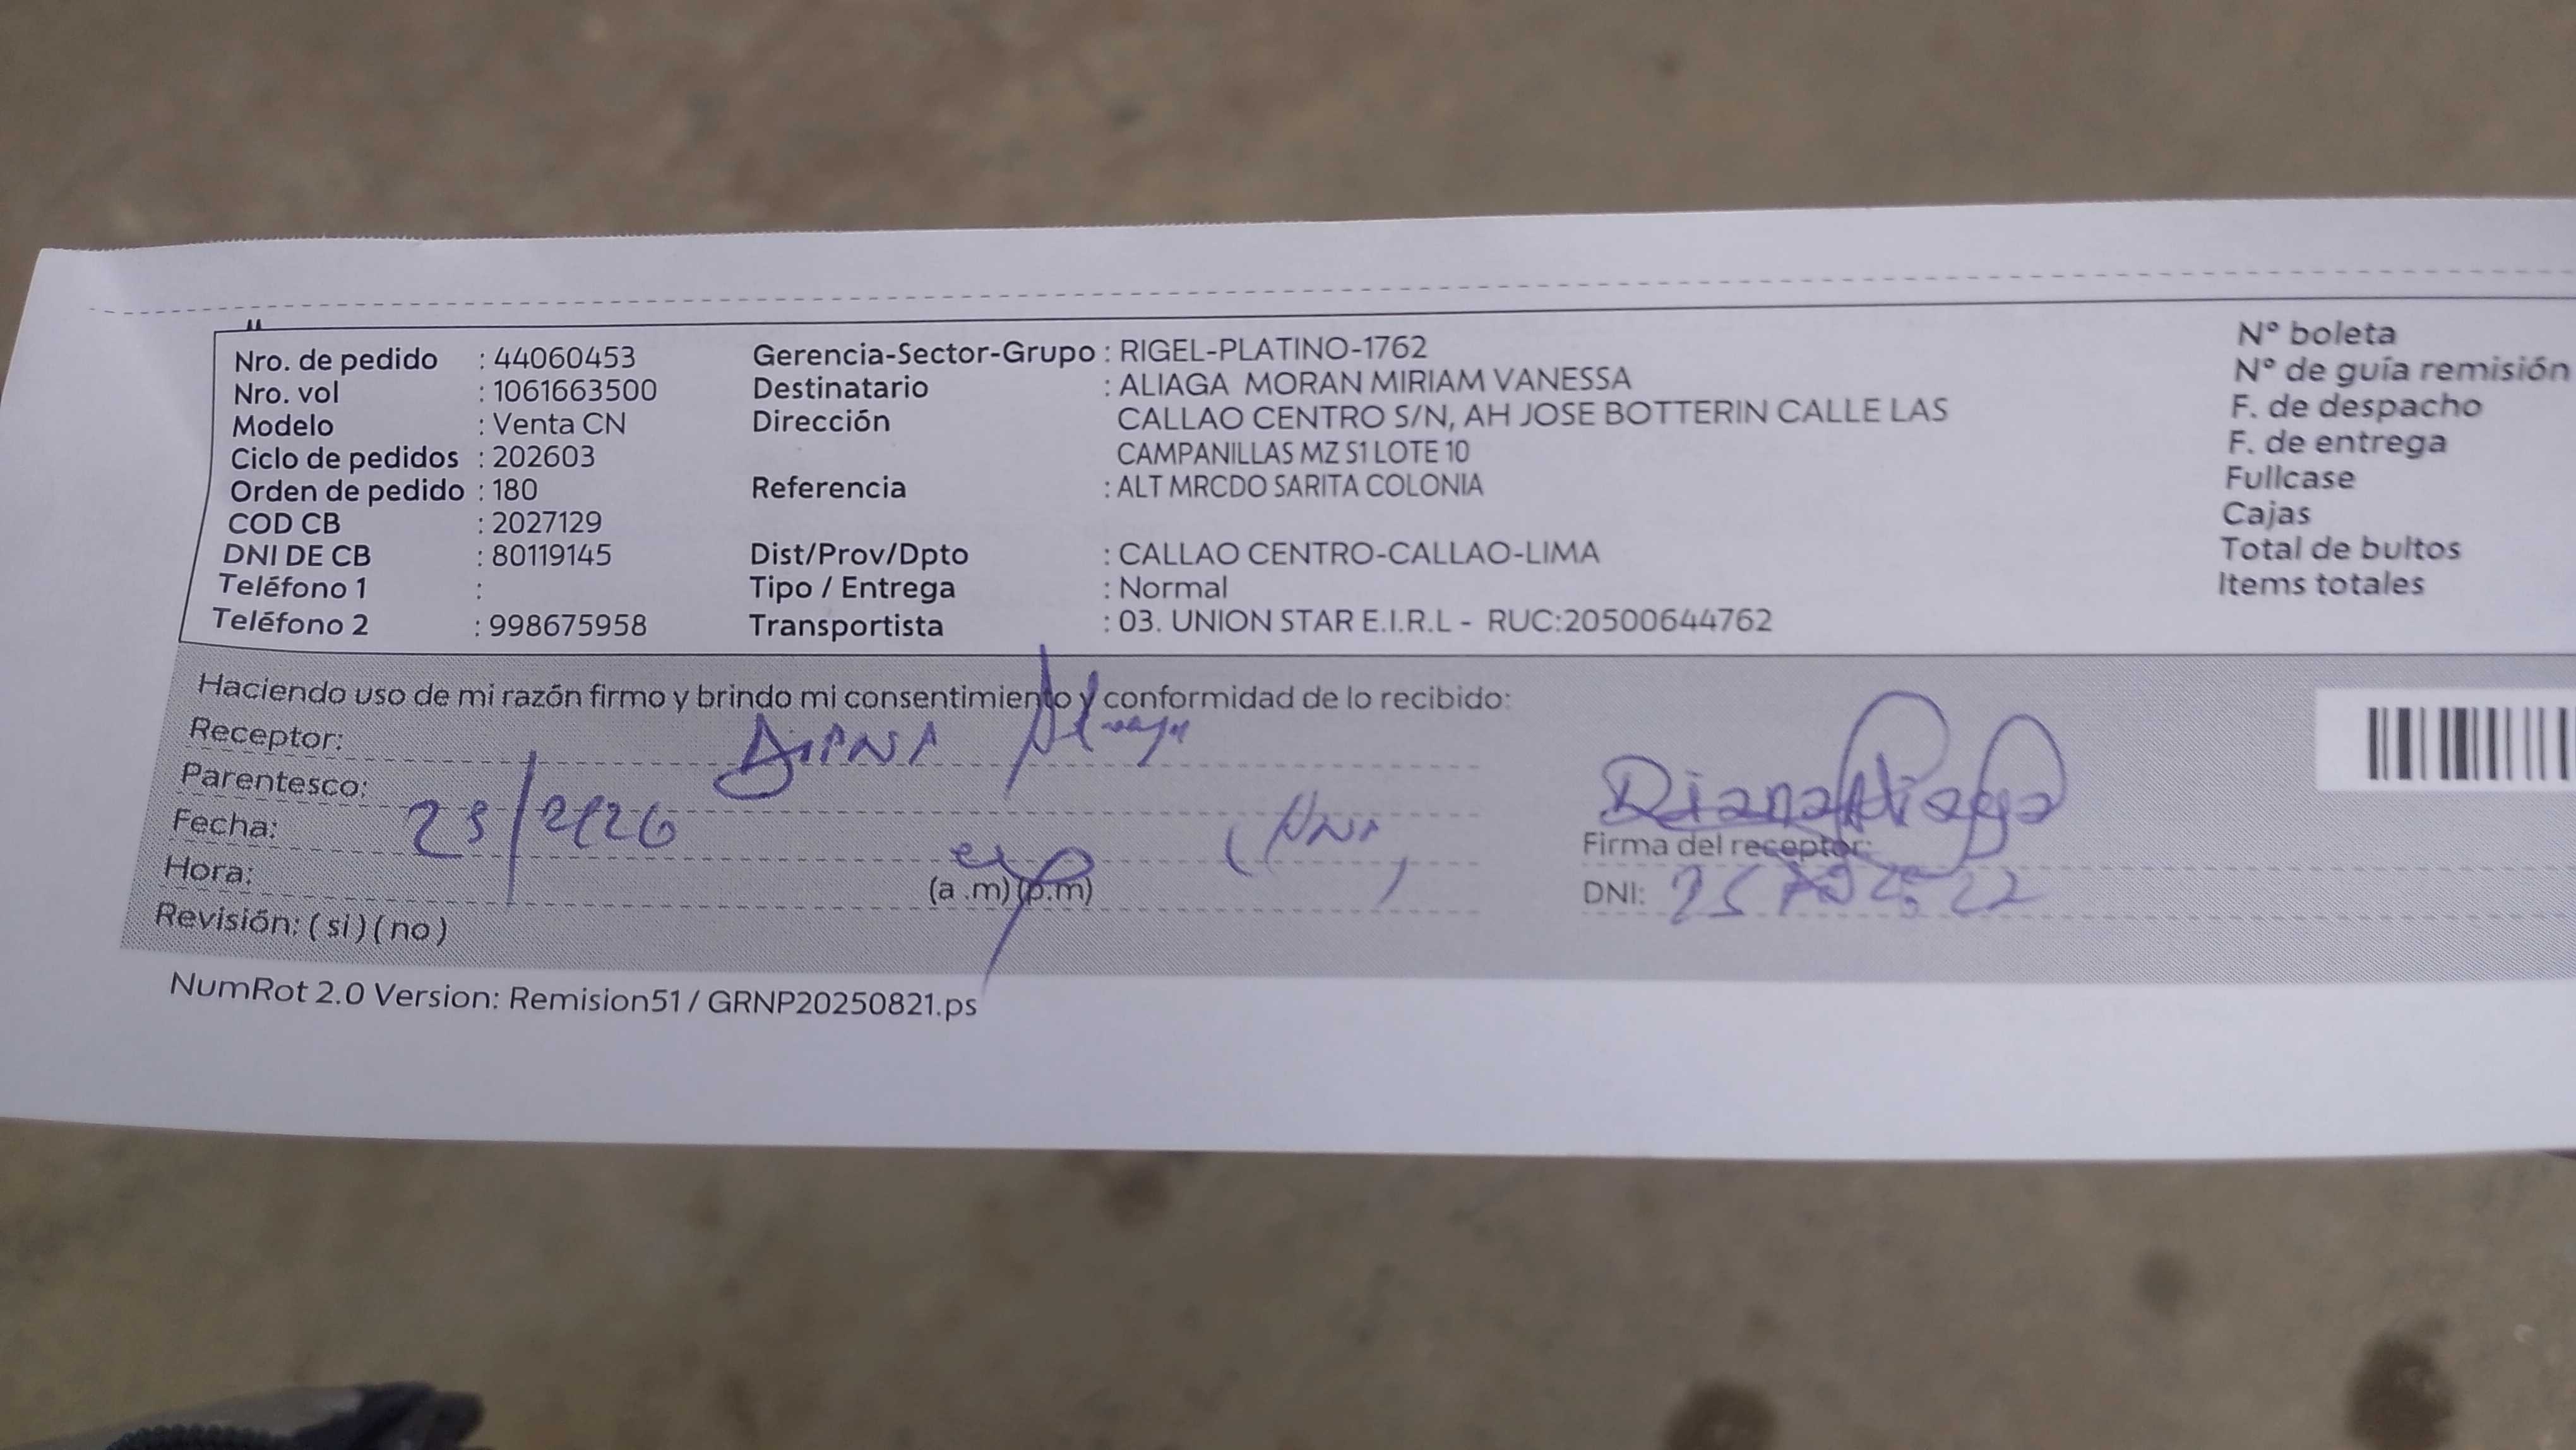 Nro. de pedido : 44060453 Gerencia-Sector-Grupo : RIGEL-PLATINO-1762 N° boleta
Nro. vol : 1061663500 Destinatario : ALIAGA MORAN MIRIAM VANESSA N° de guía remisión
Modelo : Venta CN Dirección CALLAO CENTRO S/N, AH JOSE BOTTERIN CALLE LAS F. de despacho
Ciclo de pedidos : 202603 CAMPANILLAS MZ S1 LOTE 10 F. de entrega
Orden de pedido : 180 Referencia : ALT MRCDO SARITA COLONIA Fullcase
COD CB : 2027129 Cajas
DNI DE CB : 80119145 Dist/Prov/Dpto : CALLAO CENTRO-CALLAO-LIMA Total de bultos
Teléfono 1 : Tipo / Entrega : Normal Items totales
Teléfono 2 : 998675958 Transportista : 03. UNION STAR E.I.R.L - RUC:20500644762
Haciendo uso de mi razón firmo y brindo mi consentimiento y conformidad de lo recibido:
Receptor: DIANA
Parentesco: Diana Aliaga
Fecha: Firma del receptor:
Hora: (a .m) (p.m) DNI:
Revisión: ( si ) ( no )
NumRot 2.0 Version: Remision51 / GRNP20250821.ps